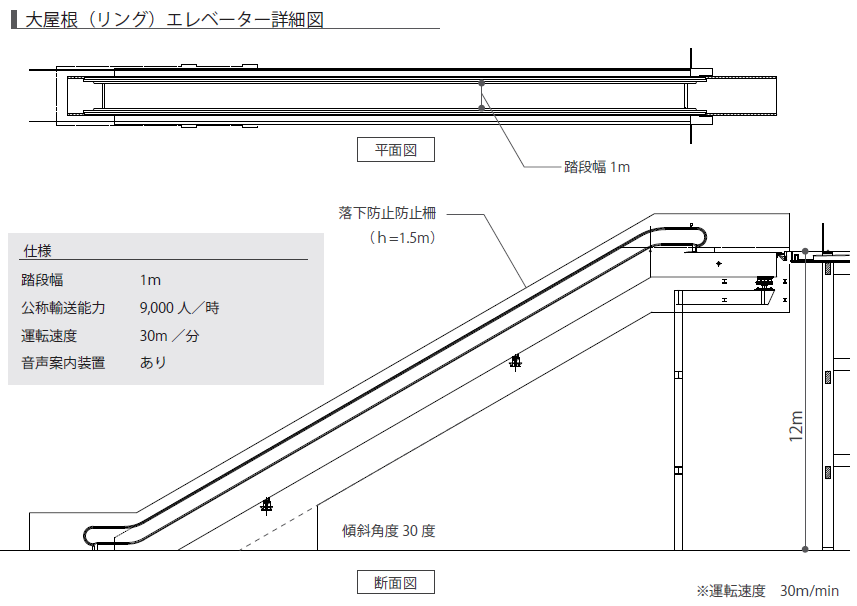 大屋根（リング）エレベーター詳細図
平面図
踏段幅 1m
落下防止防止柵
（ｈ=1.5m）
仕様
踏段幅 1m
公称輸送能力 9,000 人／時
運転速度 30m ／分
音声案内装置 あり
12m
傾斜角度 30 度
断面図
※運転速度 30m/min